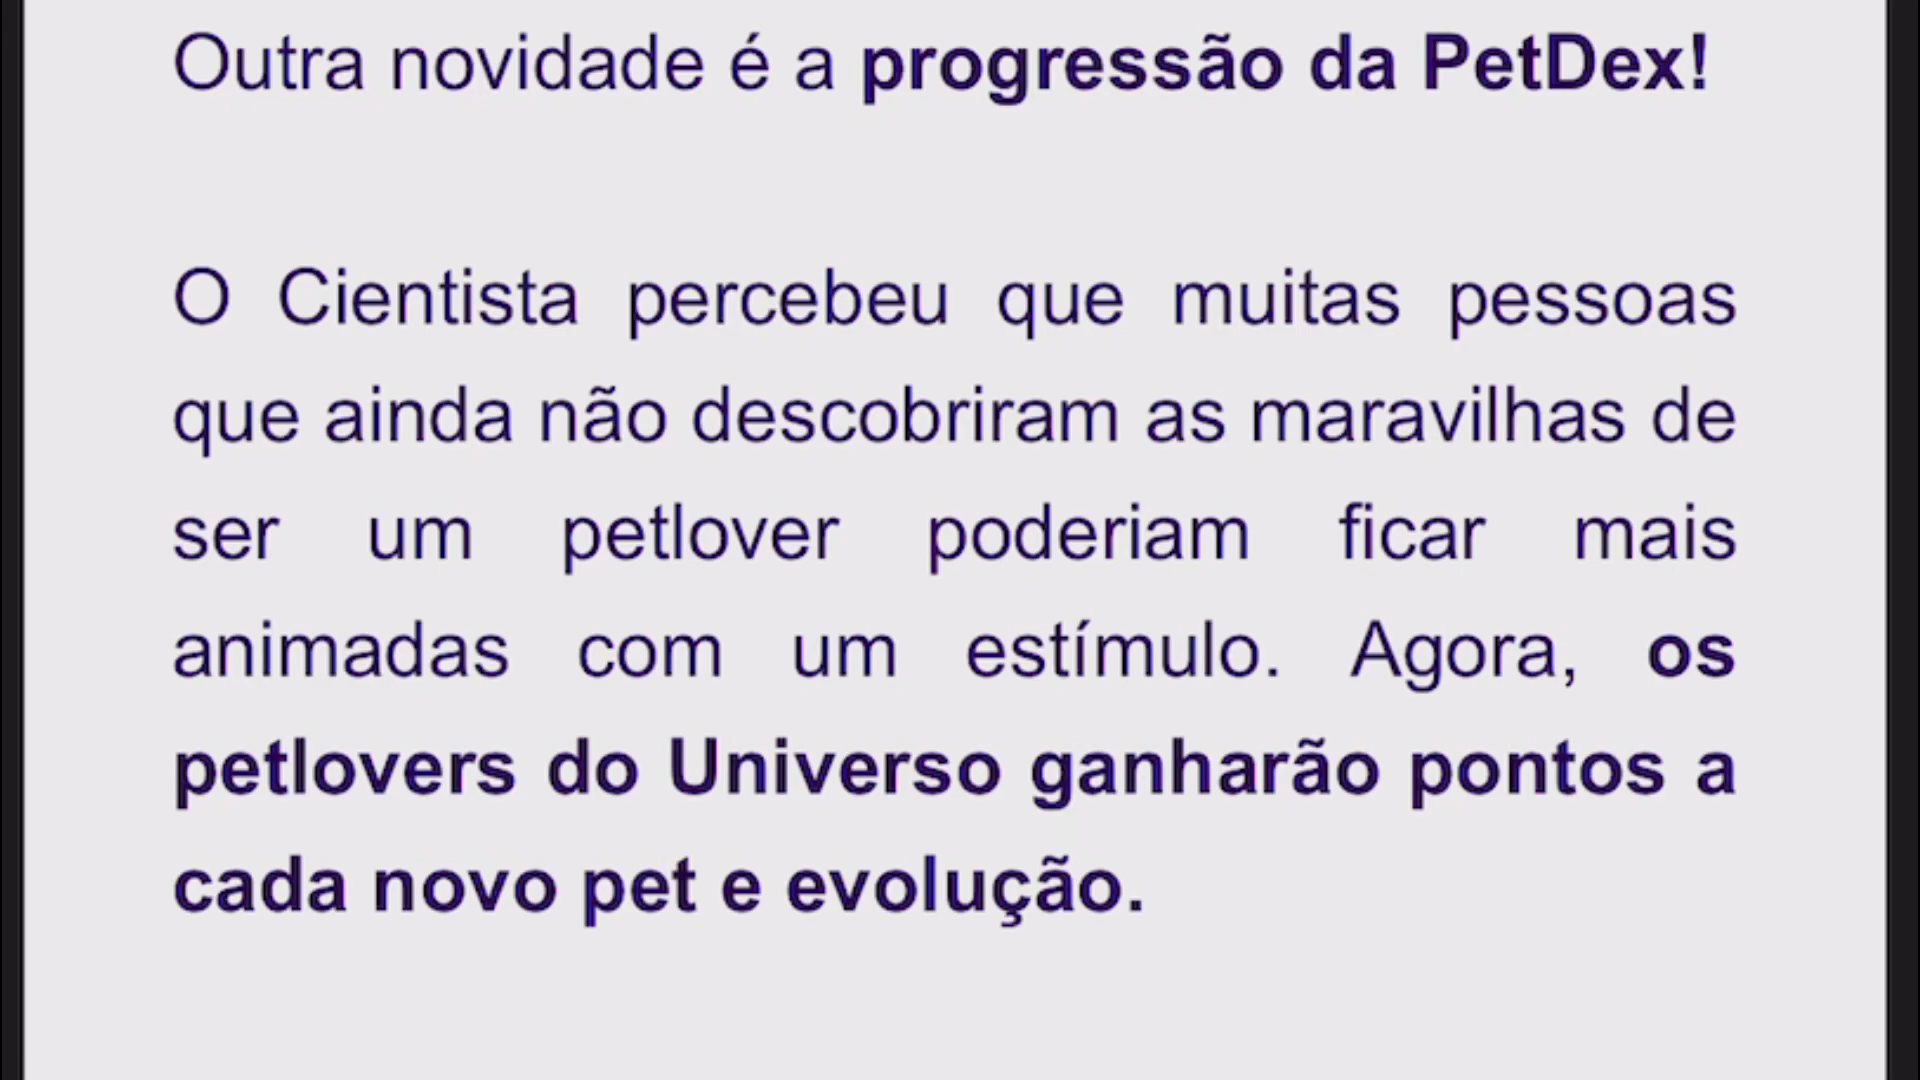 Outra novidade é a progressão da PetDex!
O Cientista percebeu que muitas pessoas
que ainda não descobriram as maravilhas de
ser um petlover poderiam ficar mais
animadas com um estímulo. Agora, os
petlovers do Universo ganharão pontos a
cada novo pet e evolução.